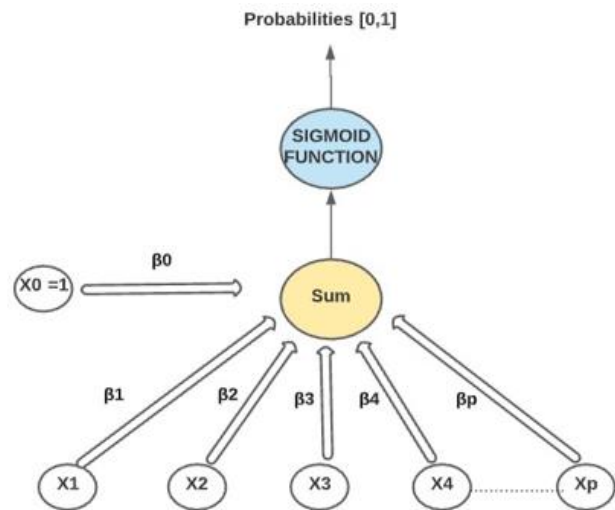 Probabilities [0,1]
SIGMOID
FUNCTION
β0
X0 =1
Sum
β1
β2
β3
β4
βp
X1
X2
X3
X4
Xp